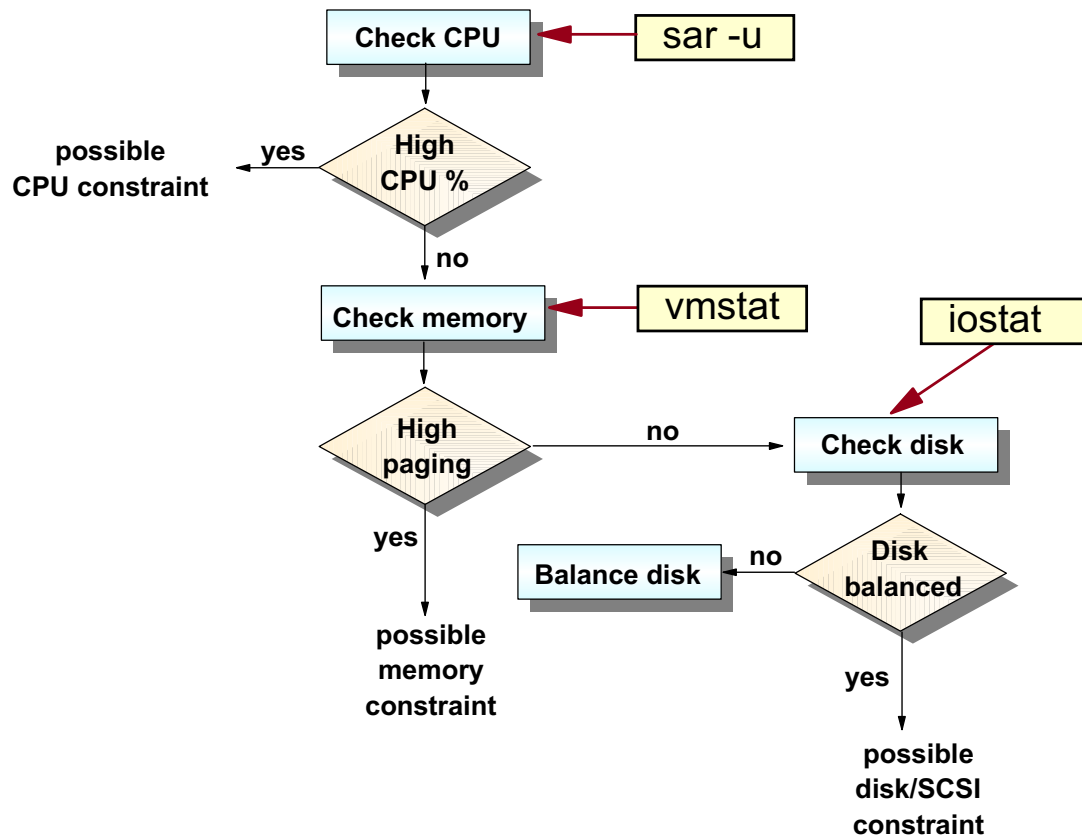 Check CPU
sar -u
High
CPU %
yes
possible
CPU constraint
no
Check memory
vmstat
iostat
High
paging
no
Check disk
yes
Balance disk
no
Disk
balanced
possible
memory
constraint
yes
possible
disk/SCSI
constraint